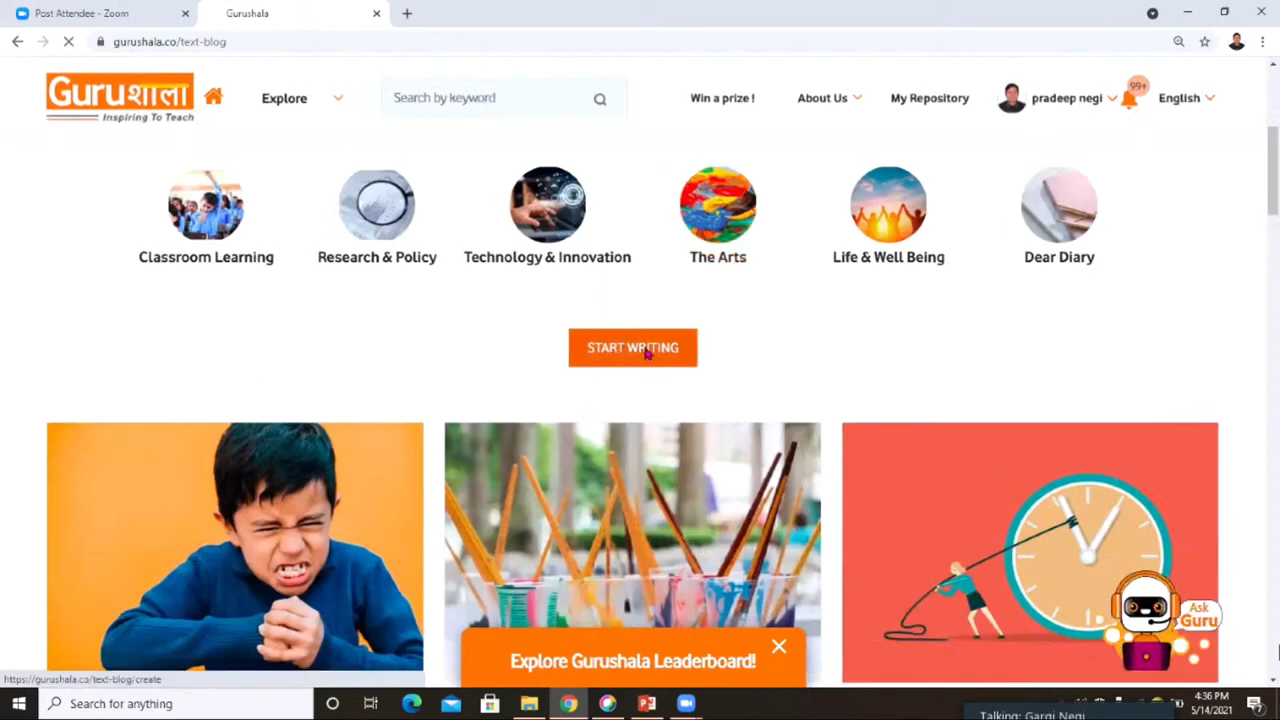 Post Attendee - Zoom
Gurushala
gurushala.co/text-blog
Guruशाला
Inspiring To Teach
Explore
Search by keyword
Win a prize !
About Us
My Repository
pradeep negi
99+
English
Classroom Learning
Research & Policy
Technology & Innovation
The Arts
Life & Well Being
Dear Diary
START WRITING
Ask
Guru
Explore Gurushala Leaderboard!
https://gurushala.co/text-blog/create
Search for anything
4:36 PM
5/14/2021
Talking: Gargi Negi